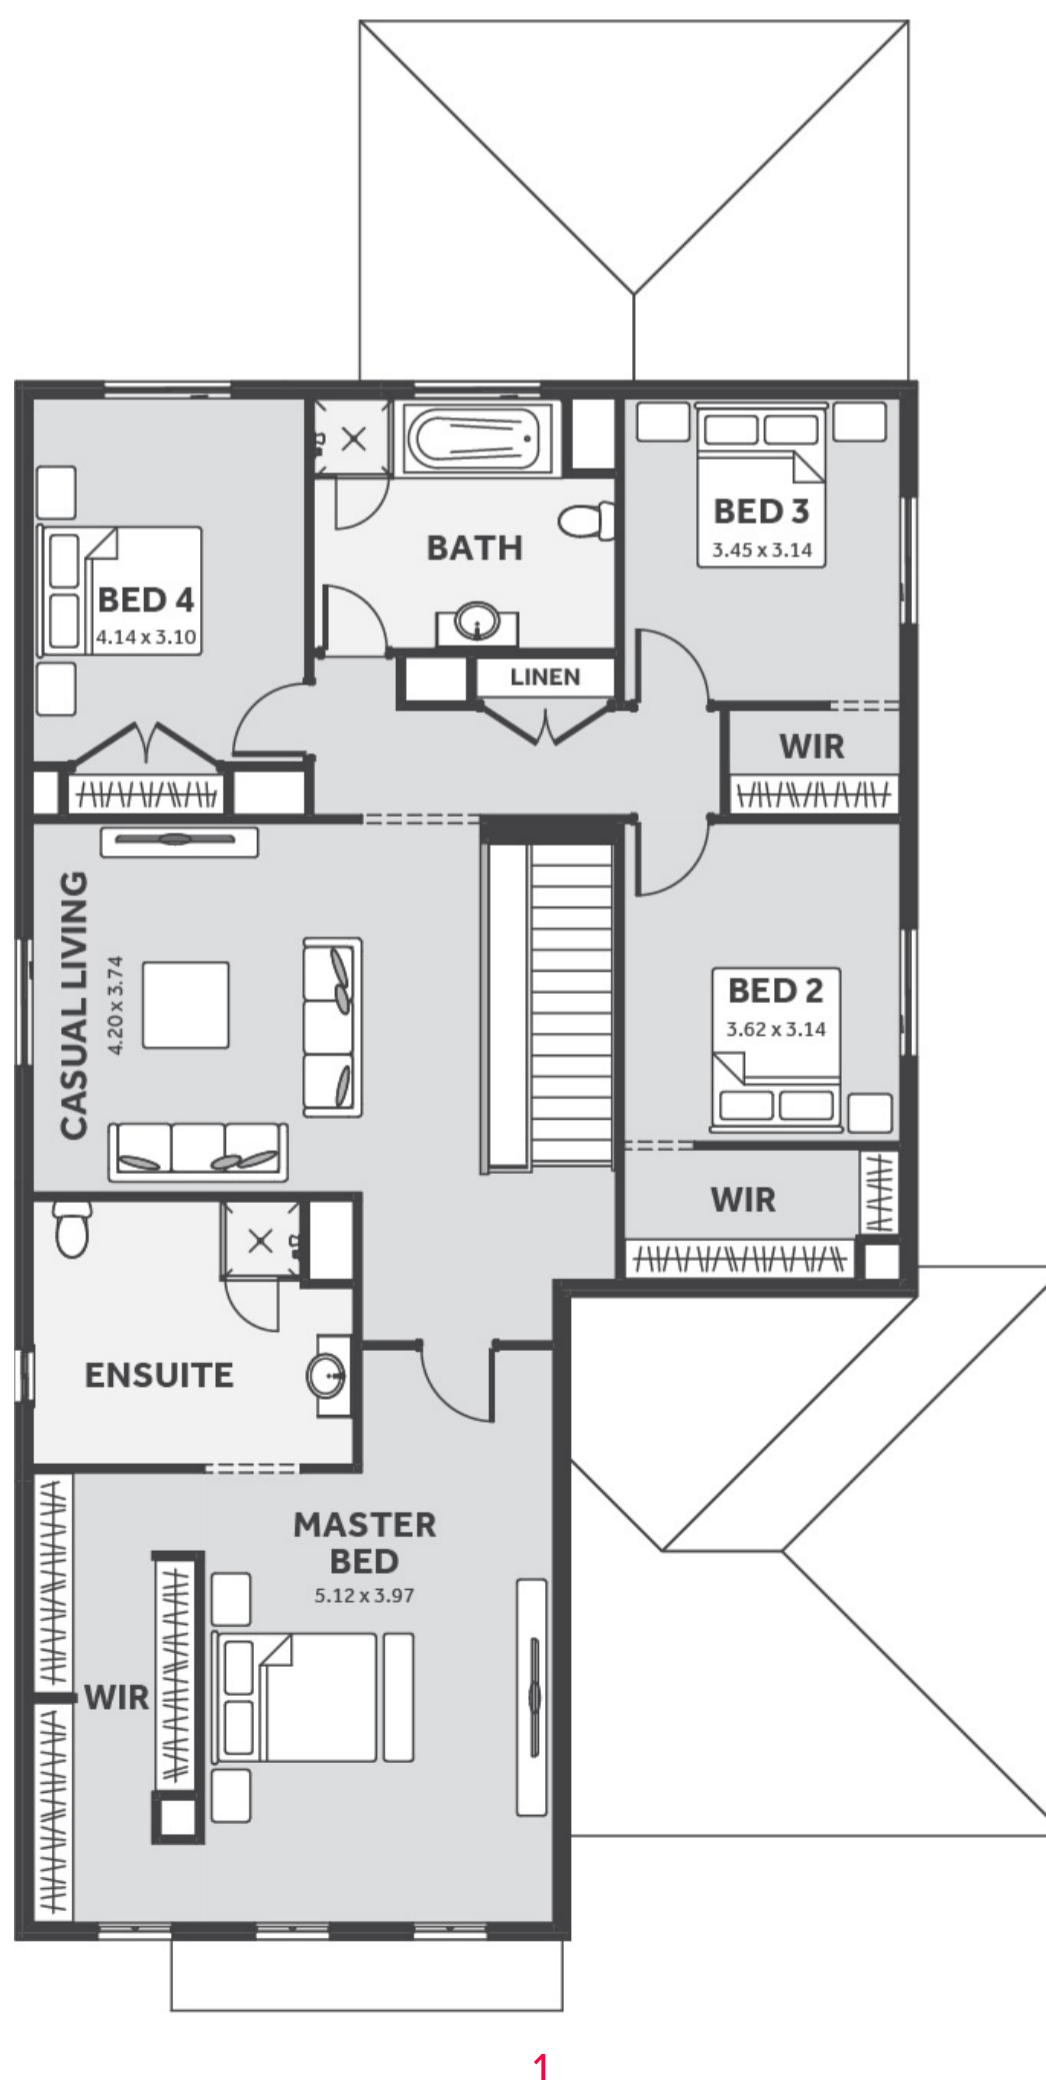 BED 3
3.45 x 3.14
BATH
BED 4
4.14 x 3.10
LINEN
WIR
CASUAL LIVING
4.20 x 3.74
BED 2
3.62 x 3.14
WIR
ENSUITE
MASTER
BED
5.12 x 3.97
WIR
1